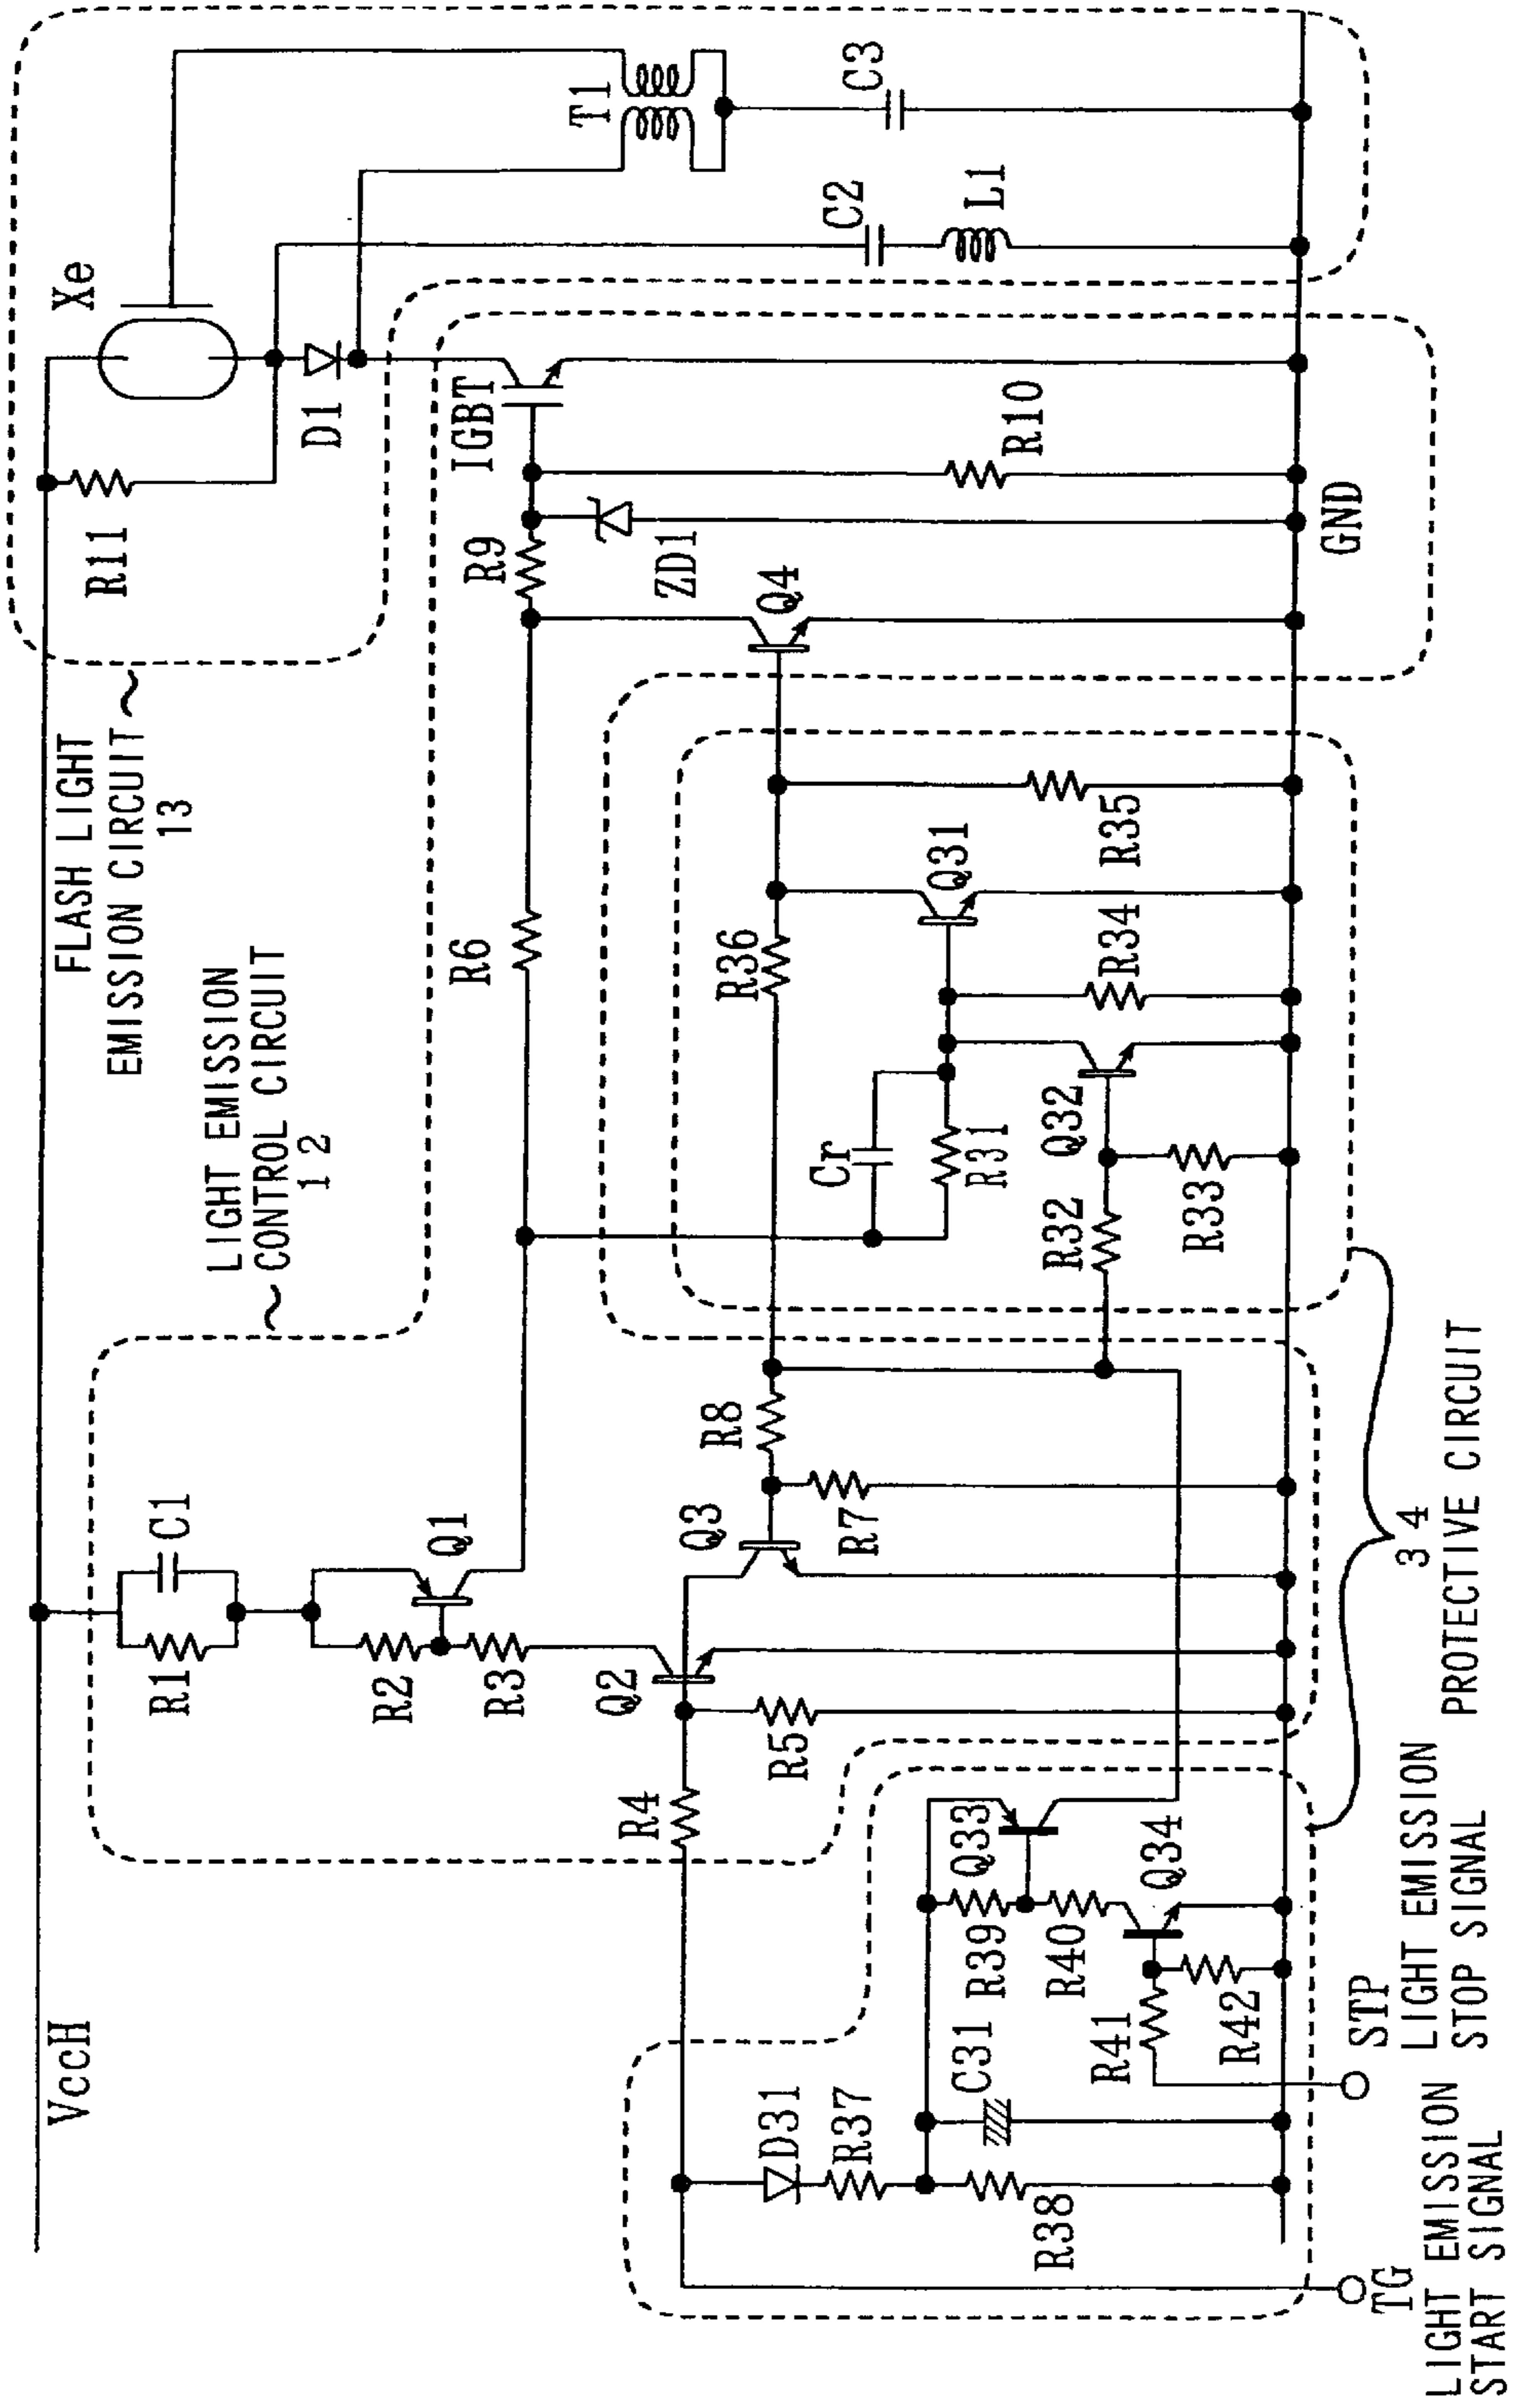 Xe
T1
C3
C2
L1
R11
D1
IGBT
R10
R9
ZD1
GND
Q4
FLASH LIGHT
EMISSION CIRCUIT
13
LIGHT EMISSION
CONTROL CIRCUIT
12
R6
R36
Q31
R35
R34
Cr
R31
Q32
R32
R33
VccH
R1
C1
R2
Q1
R3
Q2
Q3
R8
R7
R4
R5
34
PROTECTIVE CIRCUIT
D31
R37
R38
C31
Q33
R39
R40
Q34
R41
R42
STP
LIGHT EMISSION
STOP SIGNAL
TG
LIGHT EMISSION
START SIGNAL